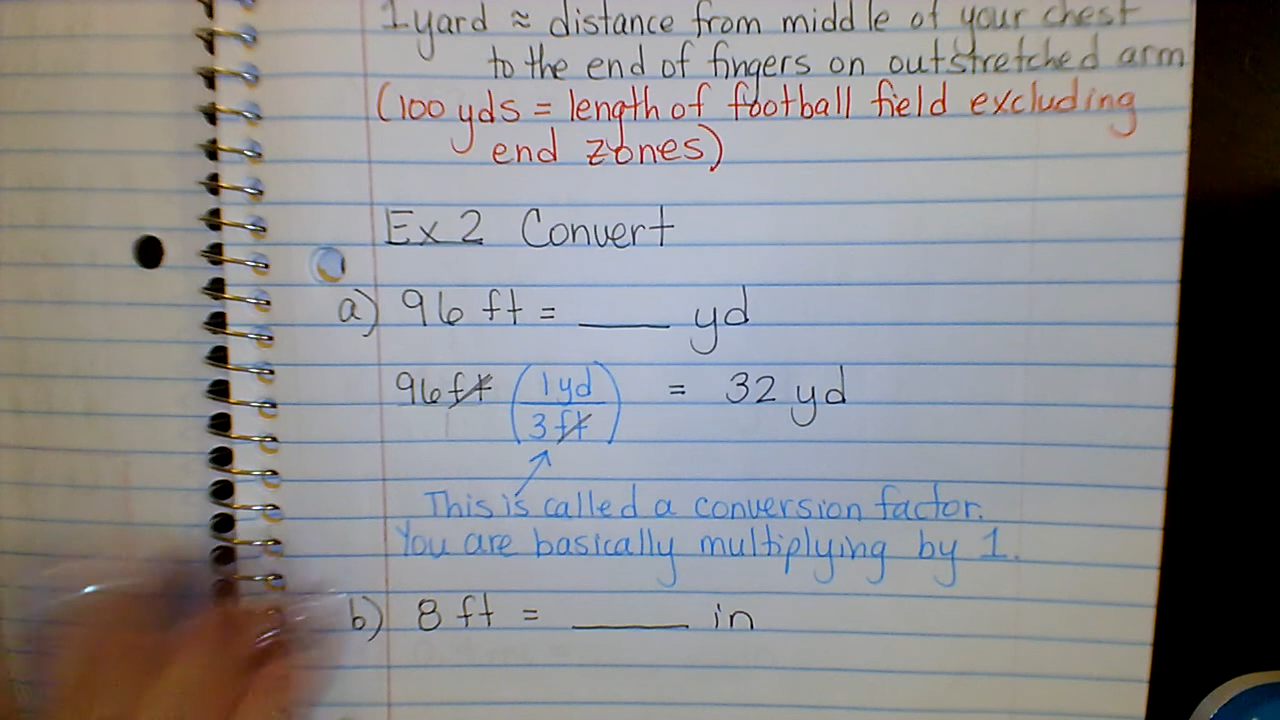 1 yard ≈ distance from middle of your chest
to the end of fingers on outstretched arm
(100 yds = length of football field excluding
end zones)
Ex 2 Convert
a) 96 ft = ____ yd
96 ft (1 yd / 3 ft) = 32 yd
This is called a conversion factor.
You are basically multiplying by 1.
b) 8 ft = ____ in